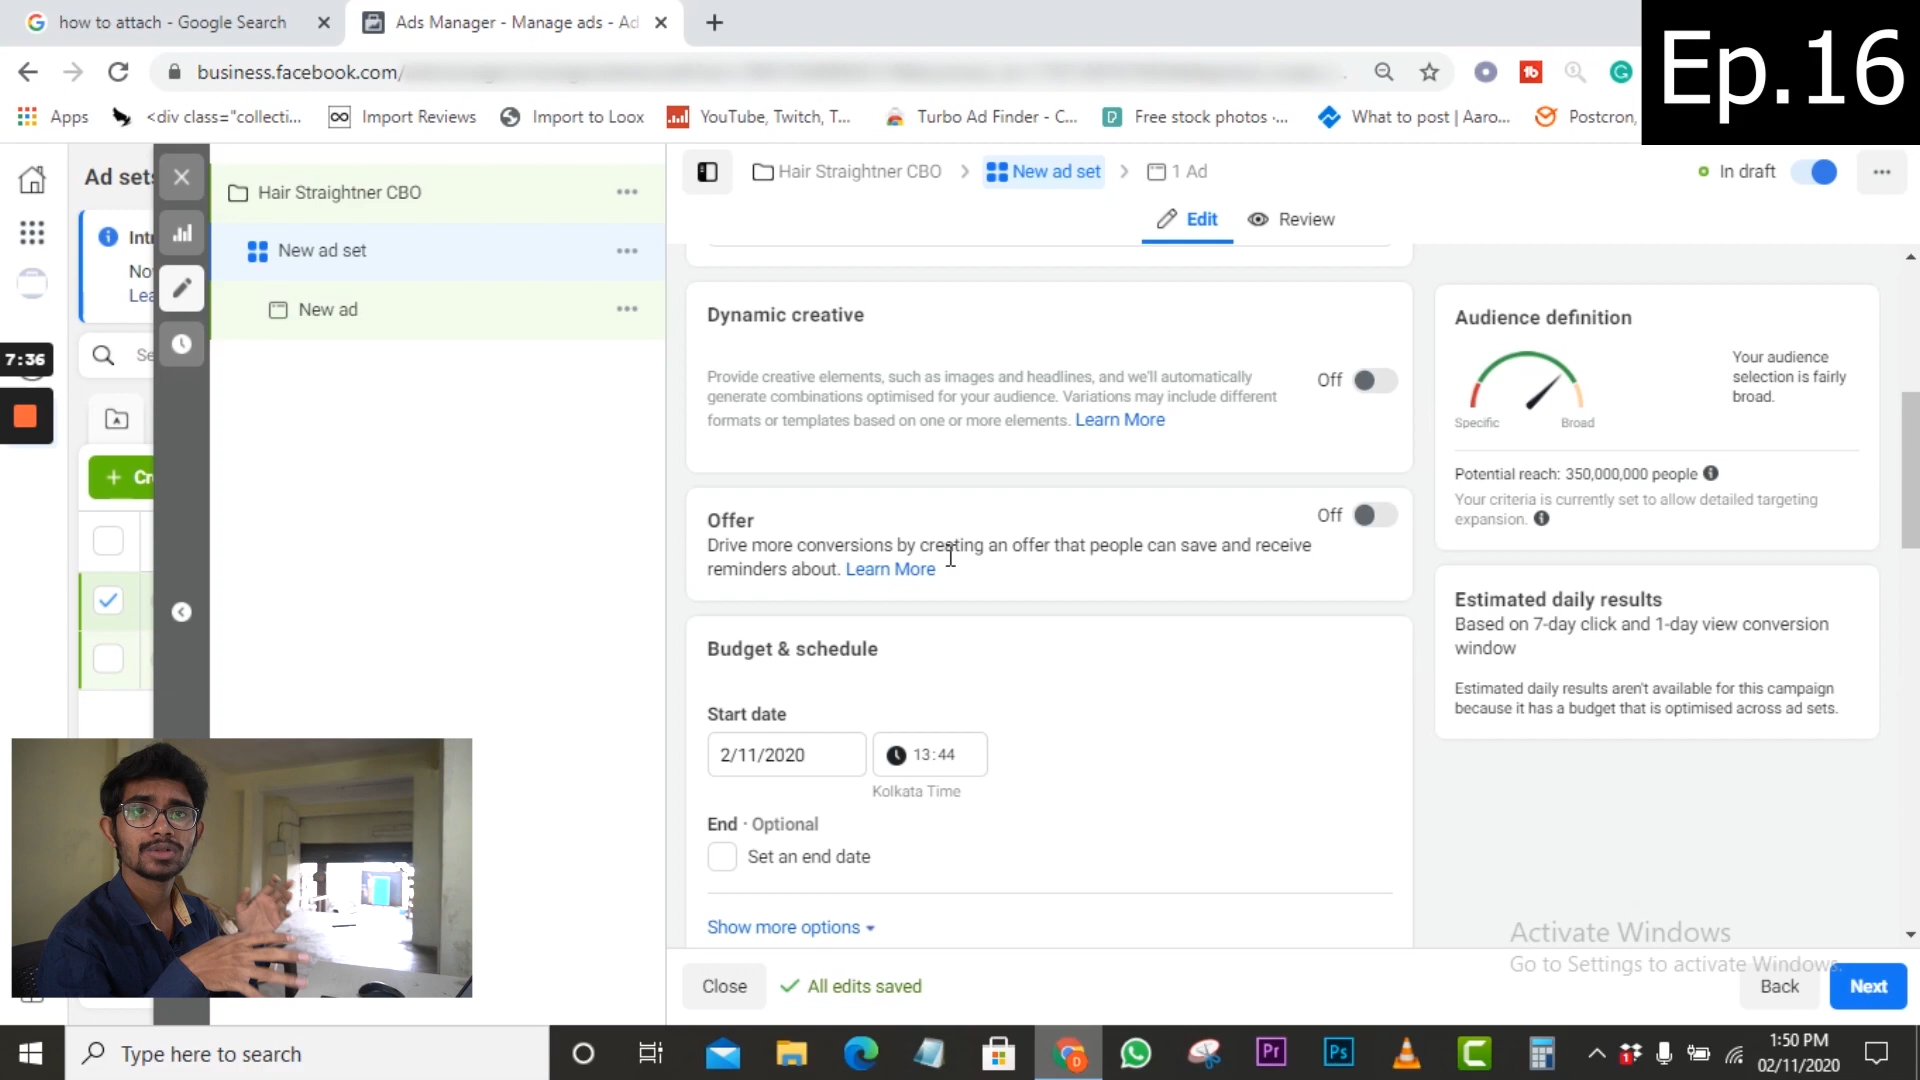 how to attach - Google Search
Ads Manager - Manage ads - Ad
Ep.16
business.facebook.com/
Apps
<div class="collecti...
Import Reviews
Import to Loox
YouTube, Twitch, T...
Turbo Ad Finder - C...
Free stock photos ·...
What to post | Aaro...
Postcron,
Ad sets
Hair Straightner CBO
New ad set
New ad
7:36
Hair Straightner CBO
New ad set
1 Ad
In draft
Edit
Review
Dynamic creative
Provide creative elements, such as images and headlines, and we'll automatically
generate combinations optimised for your audience. Variations may include different
formats or templates based on one or more elements. Learn More
Off
Offer
Off
Drive more conversions by creating an offer that people can save and receive
reminders about. Learn More
Budget & schedule
Start date
2/11/2020
13:44
Kolkata Time
End · Optional
Set an end date
Show more options
Close
All edits saved
Back
Next
Audience definition
Specific
Broad
Your audience
selection is fairly
broad.
Potential reach: 350,000,000 people
Your criteria is currently set to allow detailed targeting
expansion.
Estimated daily results
Based on 7-day click and 1-day view conversion
window
Estimated daily results aren't available for this campaign
because it has a budget that is optimised across ad sets.
Activate Windows
Go to Settings to activate Windows.
Type here to search
Pr
Ps
1:50 PM
02/11/2020